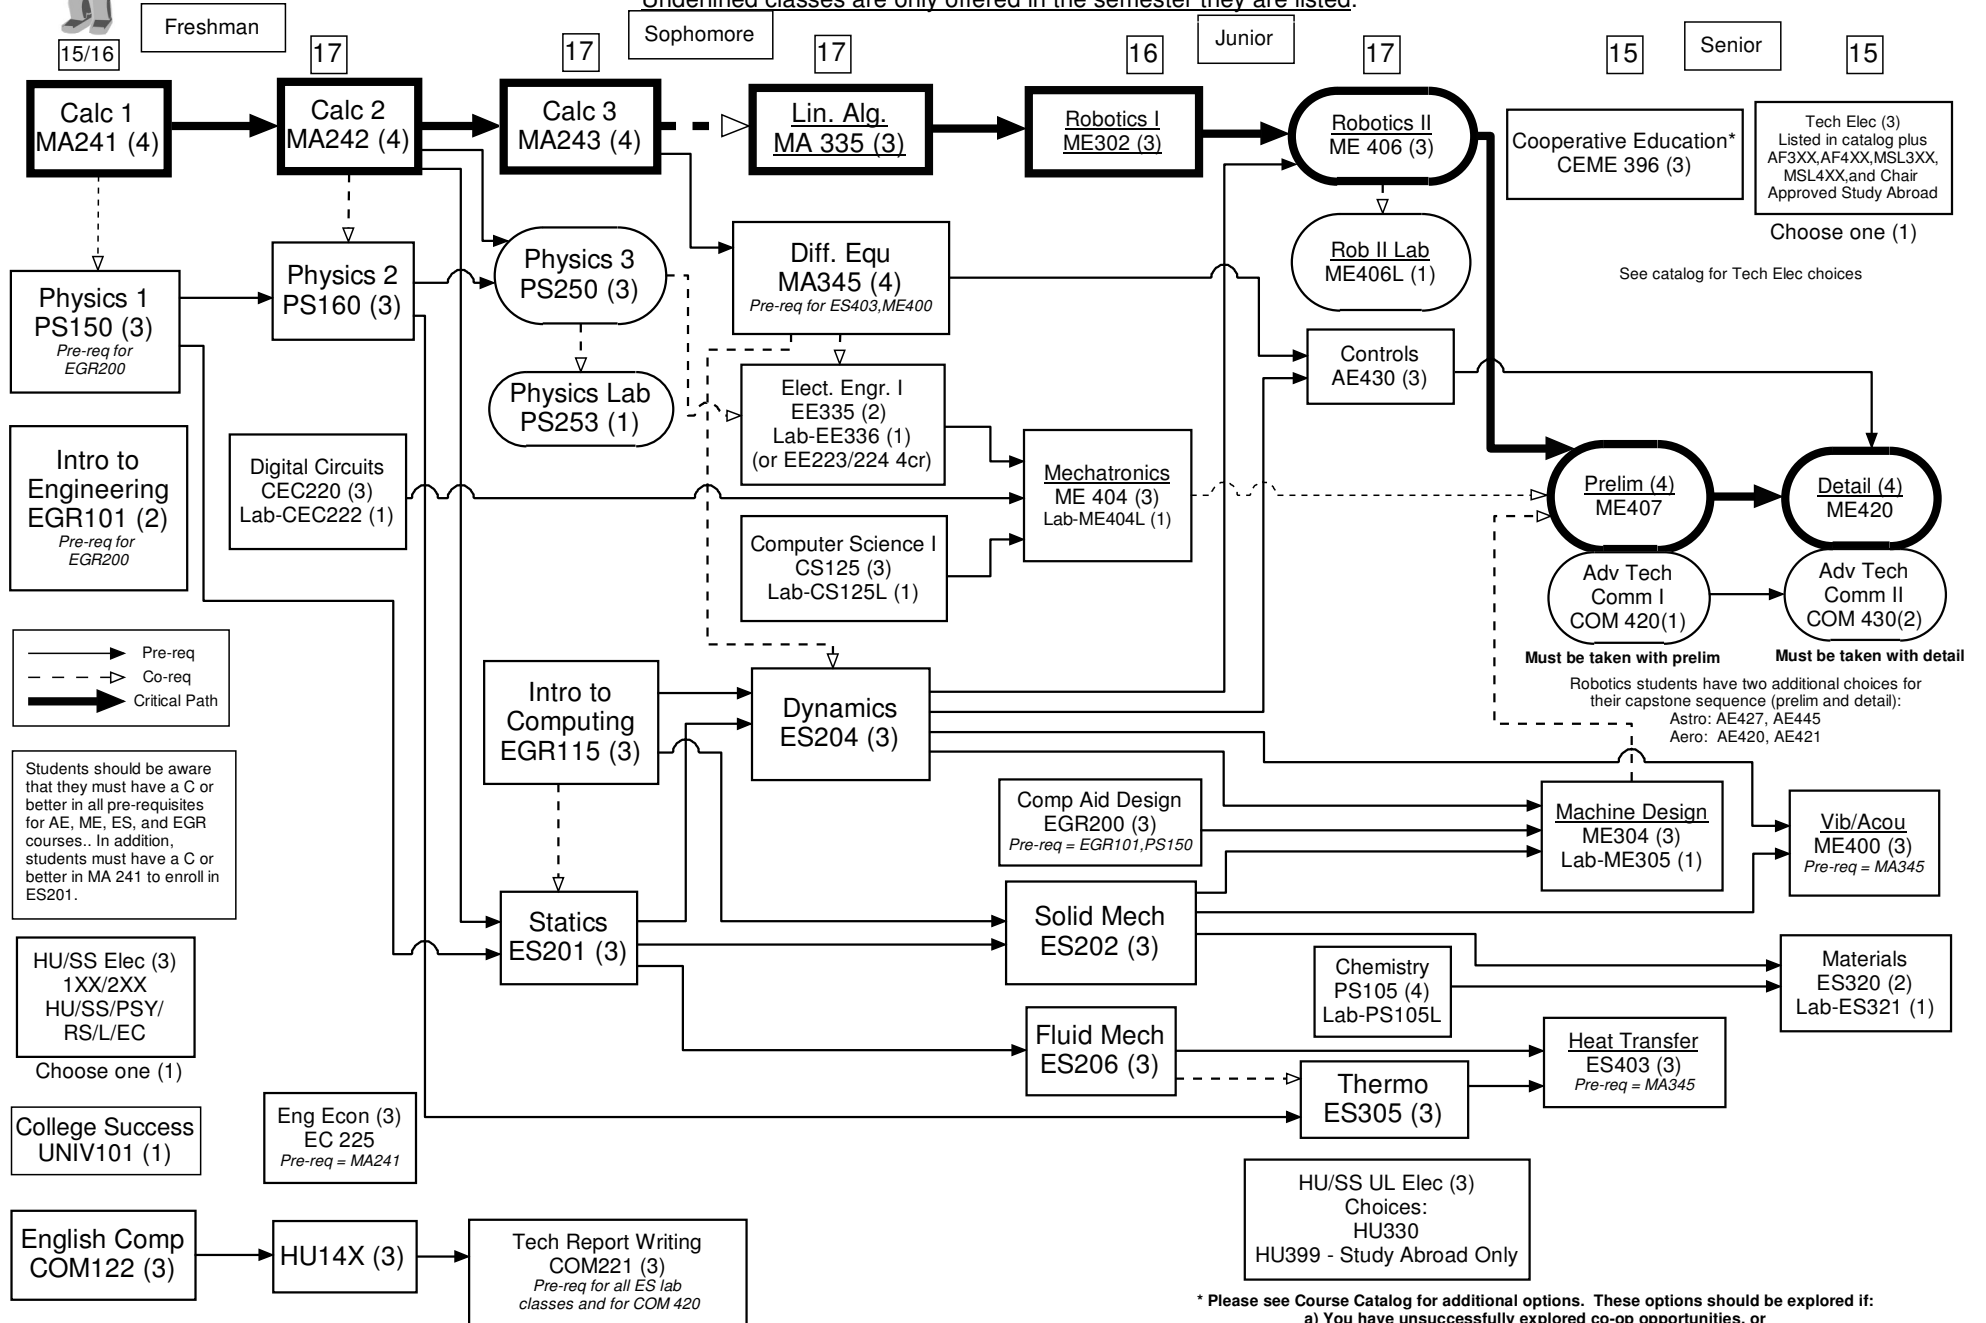 Underlined classes are only offered in the semester they are listed.
Freshman
Sophomore
Junior
Senior
15/16
17
17
17
16
17
15
15
Calc 1
MA241 (4)
Calc 2
MA242 (4)
Calc 3
MA243 (4)
Lin. Alg.
MA 335 (3)
Robotics I
ME302 (3)
Robotics II
ME 406 (3)
Cooperative Education*
CEME 396 (3)
Tech Elec (3)
Listed in catalog plus
AF3XX,AF4XX,MSL3XX,
MSL4XX,and Chair
Approved Study Abroad
Choose one (1)
See catalog for Tech Elec choices
Physics 1
PS150 (3)
Pre-req for
EGR200
Physics 2
PS160 (3)
Physics 3
PS250 (3)
Diff. Equ
MA345 (4)
Pre-req for ES403,ME400
Rob II Lab
ME406L (1)
Controls
AE430 (3)
Physics Lab
PS253 (1)
Elect. Engr. I
EE335 (2)
Lab-EE336 (1)
(or EE223/224 4cr)
Intro to
Engineering
EGR101 (2)
Pre-req for
EGR200
Digital Circuits
CEC220 (3)
Lab-CEC222 (1)
Mechatronics
ME 404 (3)
Lab-ME404L (1)
Prelim (4)
ME407
Detail (4)
ME420
Computer Science I
CS125 (3)
Lab-CS125L (1)
Adv Tech
Comm I
COM 420(1)
Adv Tech
Comm II
COM 430(2)
Must be taken with prelim
Must be taken with detail
Robotics students have two additional choices for
their capstone sequence (prelim and detail):
Astro: AE427, AE445
Aero: AE420, AE421
Pre-req
Co-req
Critical Path
Intro to
Computing
EGR115 (3)
Dynamics
ES204 (3)
Students should be aware
that they must have a C or
better in all pre-requisites
for AE, ME, ES, and EGR
courses.. In addition,
students must have a C or
better in MA 241 to enroll in
ES201.
Comp Aid Design
EGR200 (3)
Pre-req = EGR101,PS150
Machine Design
ME304 (3)
Lab-ME305 (1)
Vib/Acou
ME400 (3)
Pre-req = MA345
Statics
ES201 (3)
Solid Mech
ES202 (3)
HU/SS Elec (3)
1XX/2XX
HU/SS/PSY/
RS/L/EC
Choose one (1)
Chemistry
PS105 (4)
Lab-PS105L
Materials
ES320 (2)
Lab-ES321 (1)
Fluid Mech
ES206 (3)
Thermo
ES305 (3)
Heat Transfer
ES403 (3)
Pre-req = MA345
College Success
UNIV101 (1)
Eng Econ (3)
EC 225
Pre-req = MA241
HU/SS UL Elec (3)
Choices:
HU330
HU399 - Study Abroad Only
English Comp
COM122 (3)
HU14X (3)
Tech Report Writing
COM221 (3)
Pre-req for all ES lab
classes and for COM 420
* Please see Course Catalog for additional options. These options should be explored if:
a) You have unsuccessfully explored co-op opportunities, or